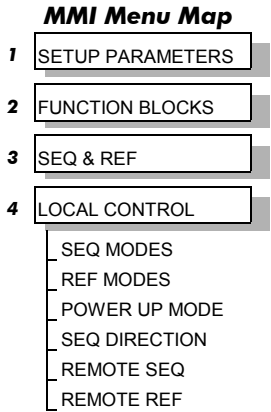 MMI Menu Map
1 SETUP PARAMETERS
2 FUNCTION BLOCKS
3 SEQ & REF
4 LOCAL CONTROL
SEQ MODES
REF MODES
POWER UP MODE
SEQ DIRECTION
REMOTE SEQ
REMOTE REF